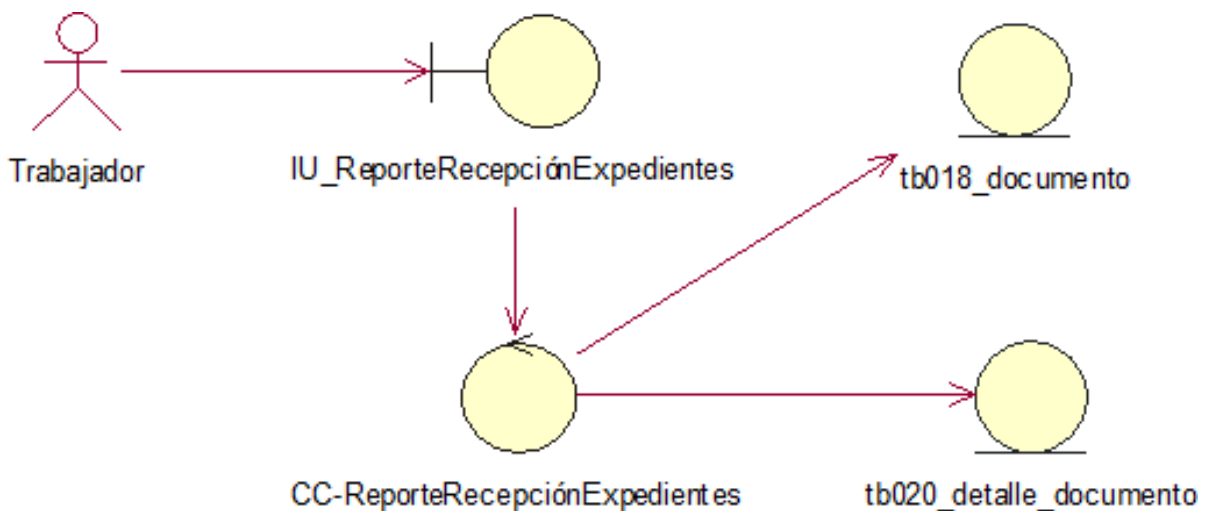 Trabajador
IU_ReporteRecepciónExpedientes
tb018_documento
CC-ReporteRecepciónExpedientes
tb020_detalle_documento